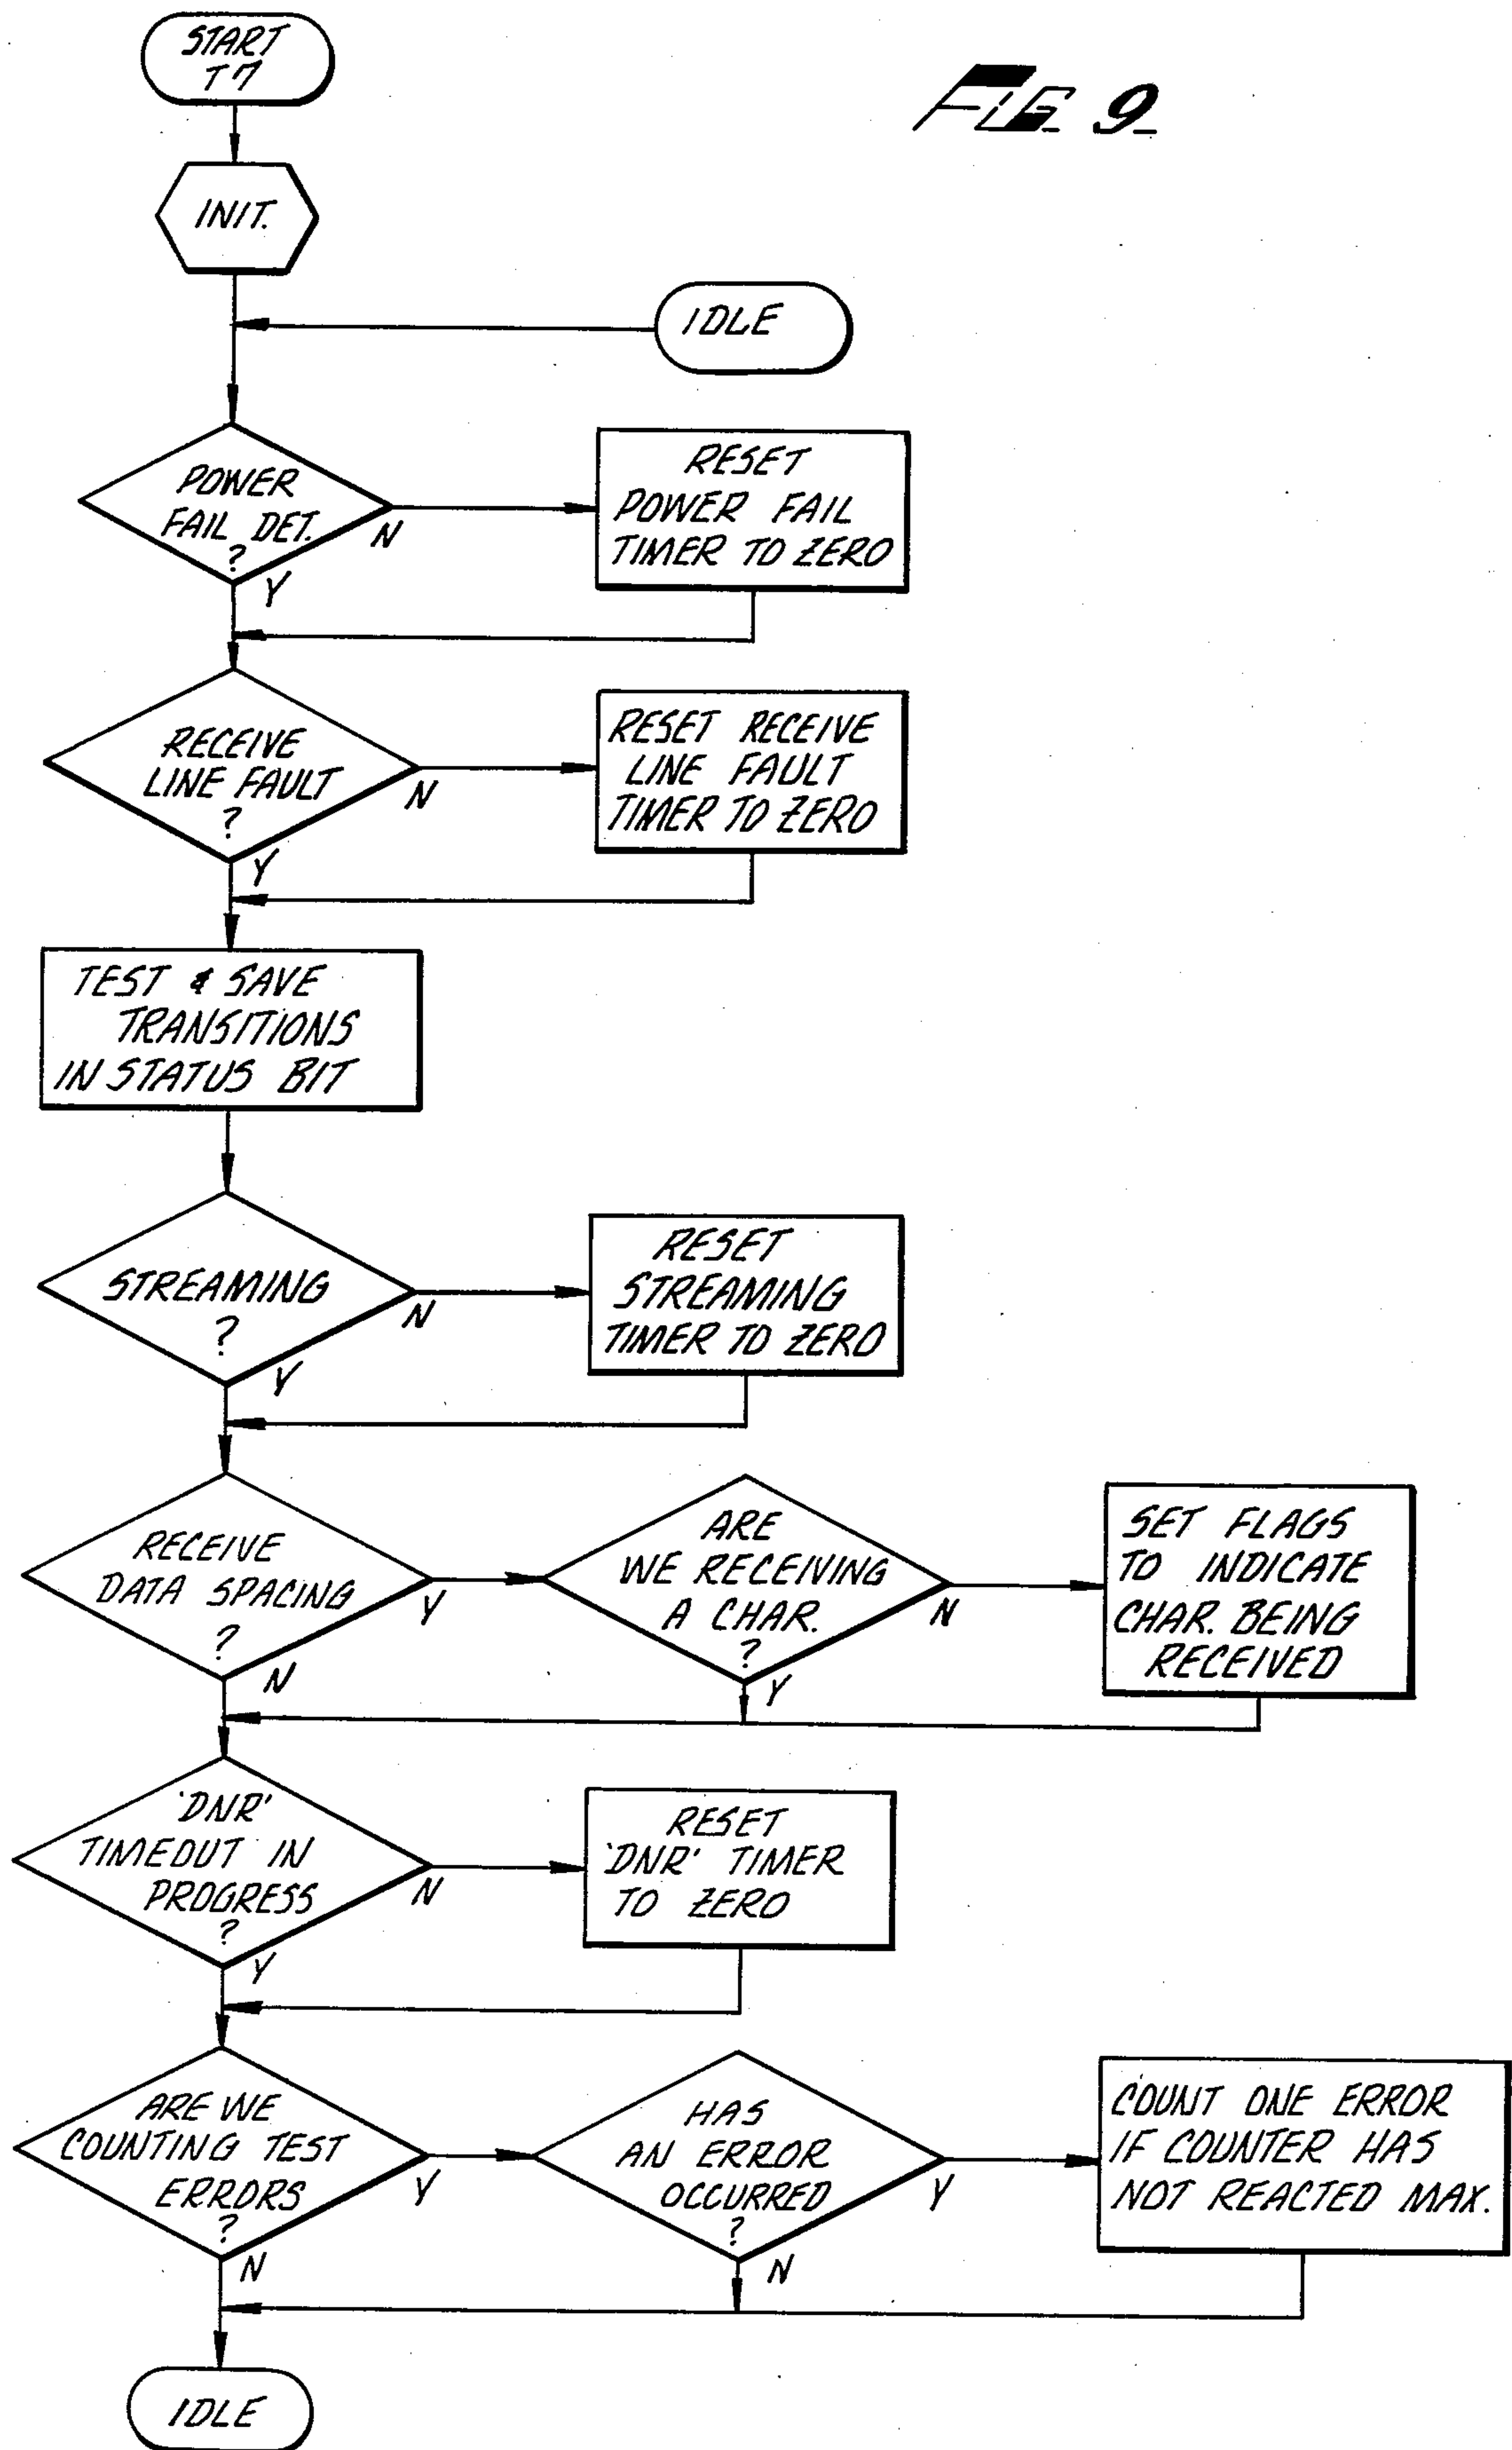 START
T7
FIG 9
INIT.
IDLE
POWER
FAIL DET.
?
N
Y
RESET
POWER FAIL
TIMER TO ZERO
RECEIVE
LINE FAULT
?
N
Y
RESET RECEIVE
LINE FAULT
TIMER TO ZERO
TEST & SAVE
TRANSITIONS
IN STATUS BIT
STREAMING
?
N
Y
RESET
STREAMING
TIMER TO ZERO
RECEIVE
DATA SPACING
?
Y
N
ARE
WE RECEIVING
A CHAR.
?
N
Y
SET FLAGS
TO INDICATE
CHAR. BEING
RECEIVED
'DNR'
TIMEOUT IN
PROGRESS
?
N
Y
RESET
'DNR' TIMER
TO ZERO
ARE WE
COUNTING TEST
ERRORS
?
Y
N
HAS
AN ERROR
OCCURRED
?
Y
N
COUNT ONE ERROR
IF COUNTER HAS
NOT REACTED MAX.
IDLE